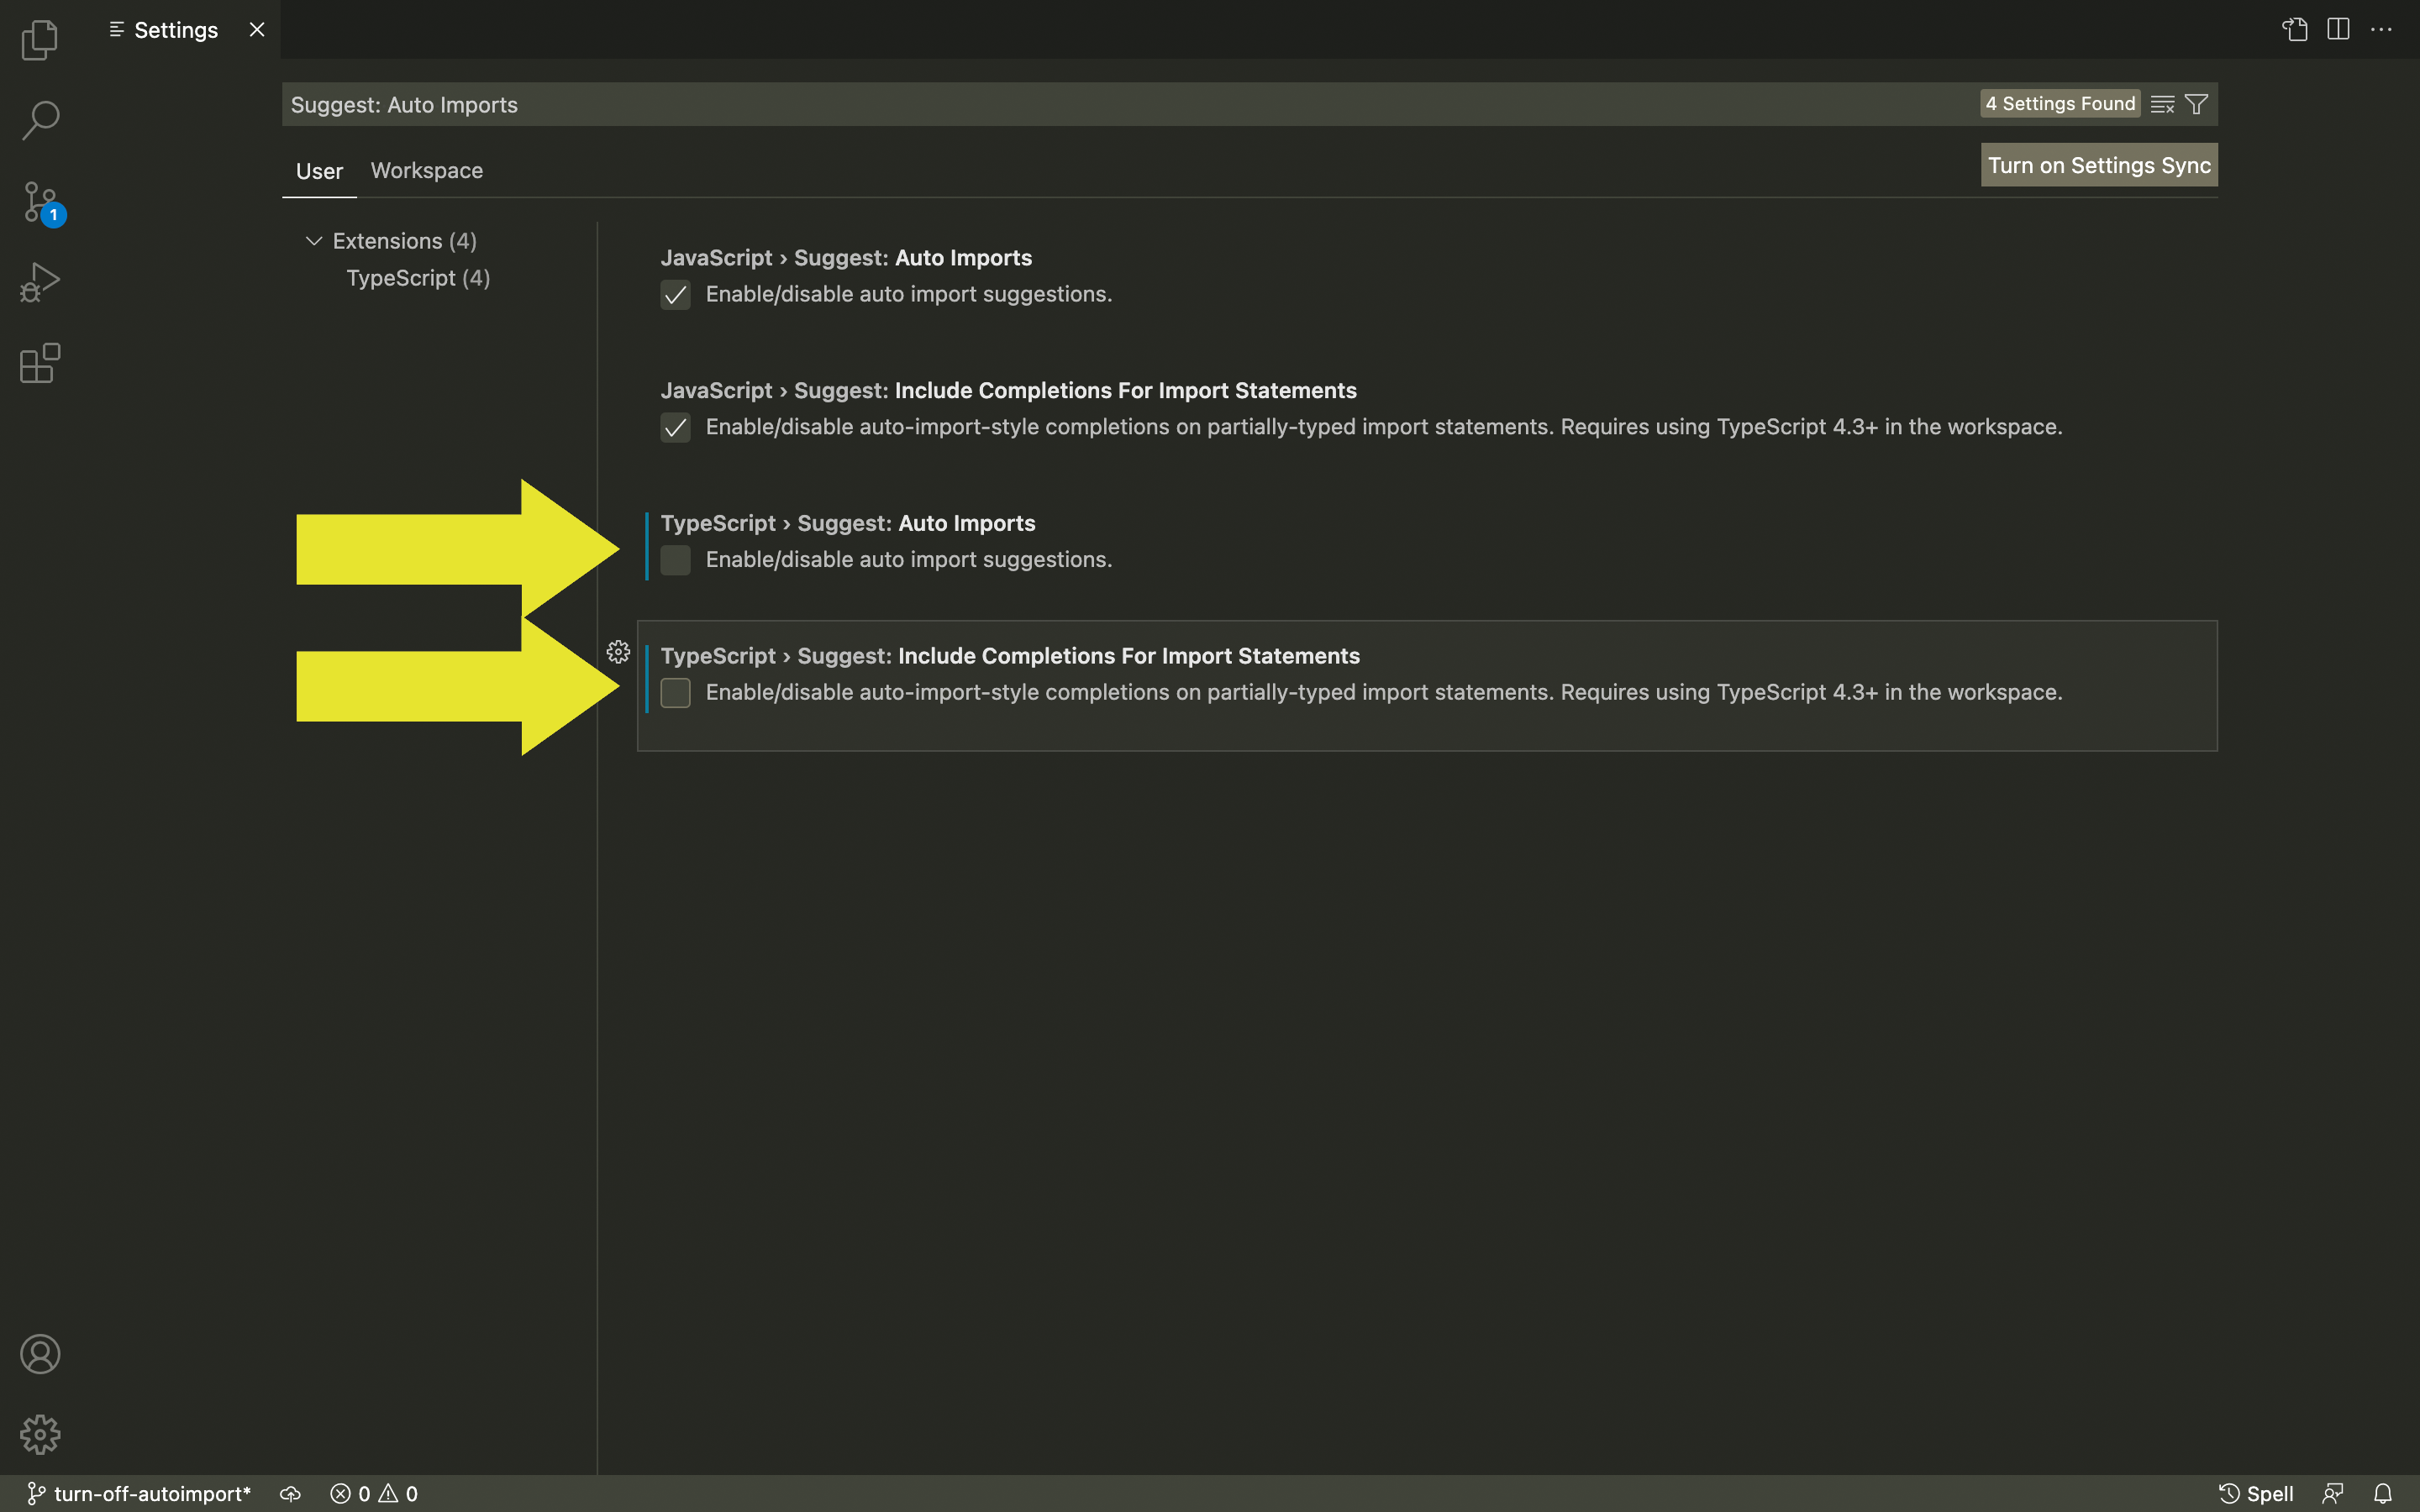 Settings
Suggest: Auto Imports
4 Settings Found
User
Workspace
Turn on Settings Sync
Extensions (4)
TypeScript (4)
JavaScript › Suggest: Auto Imports
Enable/disable auto import suggestions.
JavaScript › Suggest: Include Completions For Import Statements
Enable/disable auto-import-style completions on partially-typed import statements. Requires using TypeScript 4.3+ in the workspace.
TypeScript › Suggest: Auto Imports
Enable/disable auto import suggestions.
TypeScript › Suggest: Include Completions For Import Statements
Enable/disable auto-import-style completions on partially-typed import statements. Requires using TypeScript 4.3+ in the workspace.
1
turn-off-autoimport*
0
0
Spell